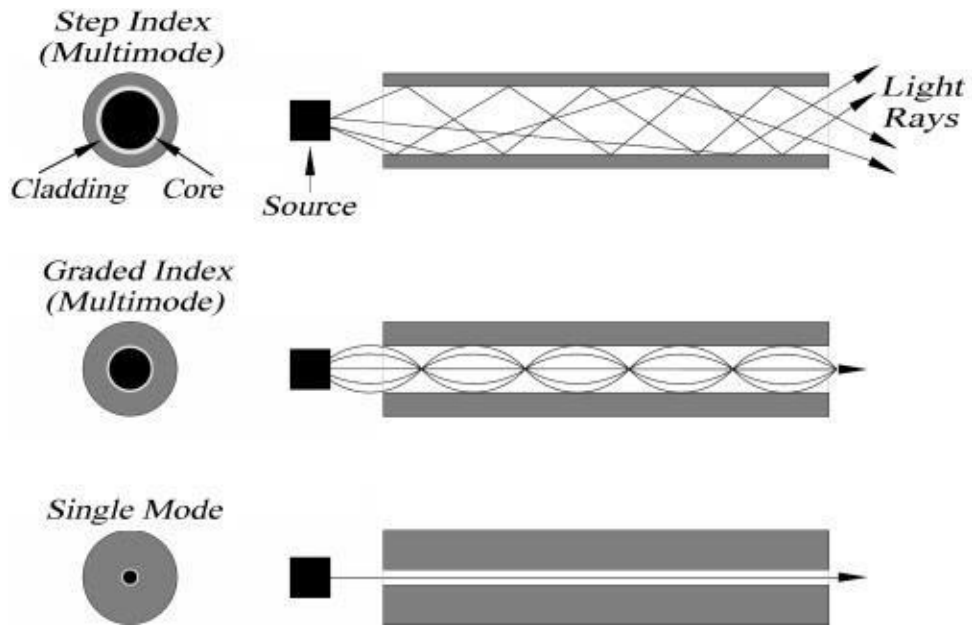 Step Index
(Multimode)
Cladding
Core
Source
Light
Rays
Graded Index
(Multimode)
Single Mode